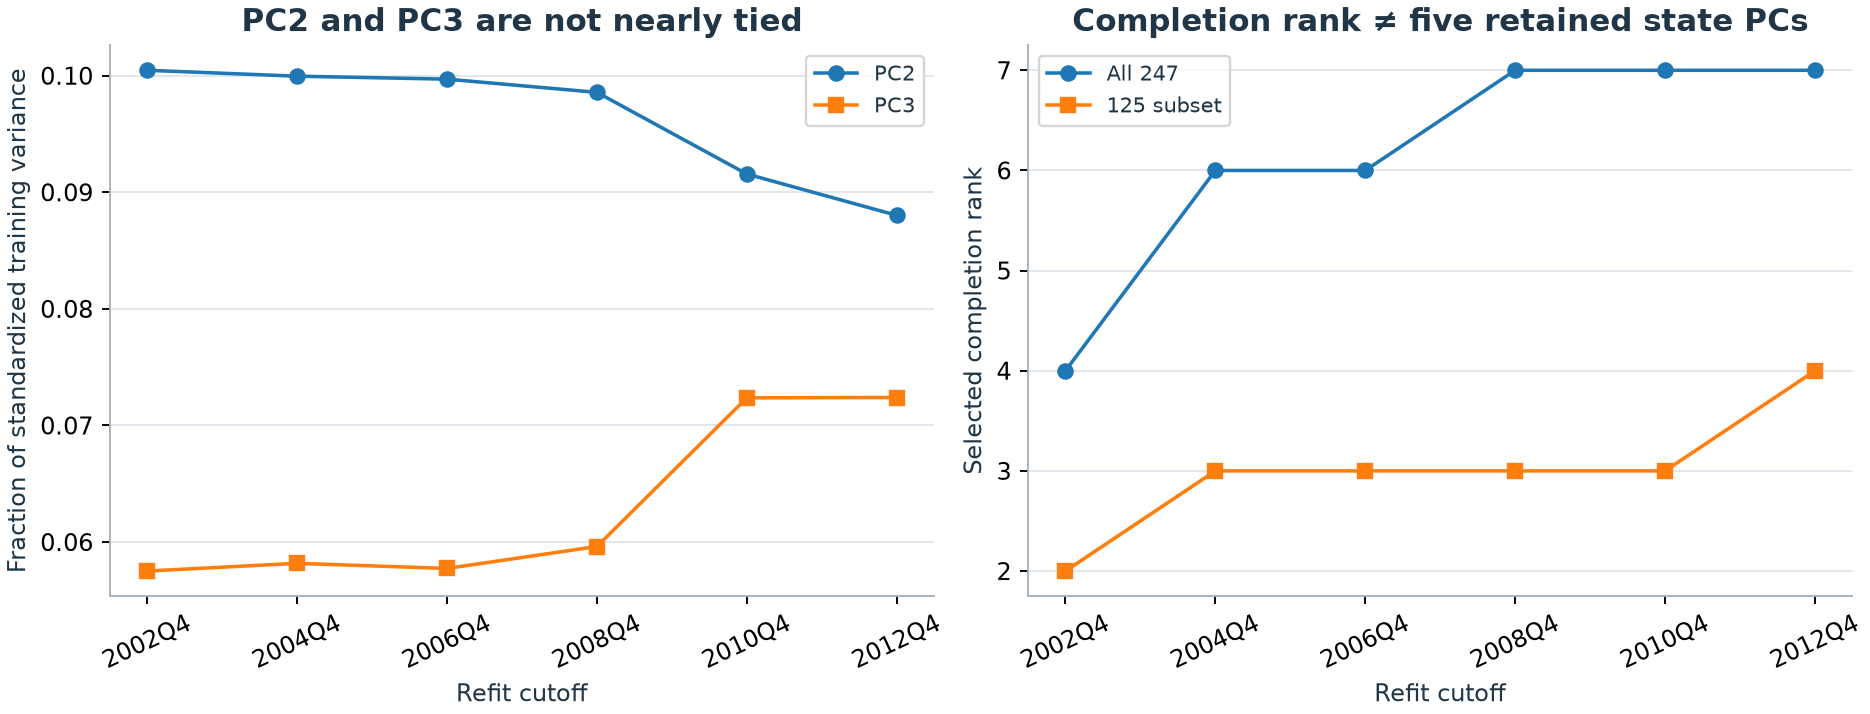 PC2 and PC3 are not nearly tied
Fraction of standardized training variance
0.10
0.09
0.08
0.07
0.06
PC2
PC3
2002Q4
2004Q4
2006Q4
2008Q4
2010Q4
2012Q4
Refit cutoff
Completion rank ≠ five retained state PCs
Selected completion rank
7
6
5
4
3
2
All 247
125 subset
2002Q4
2004Q4
2006Q4
2008Q4
2010Q4
2012Q4
Refit cutoff